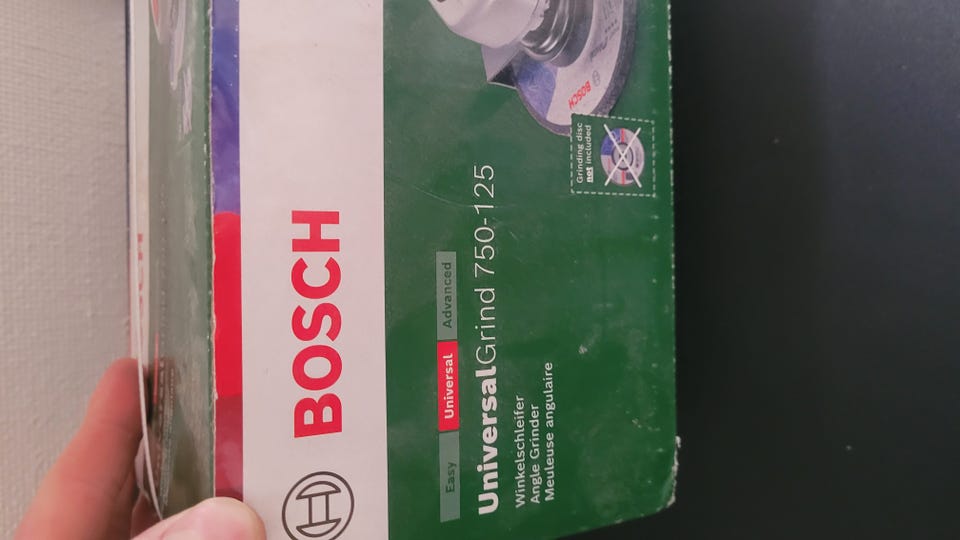 BOSCH
Easy Universal Advanced
UniversalGrind 750-125
Winkelschleifer
Angle Grinder
Meuleuse angulaire
BOSCH
Grinding disc
not included